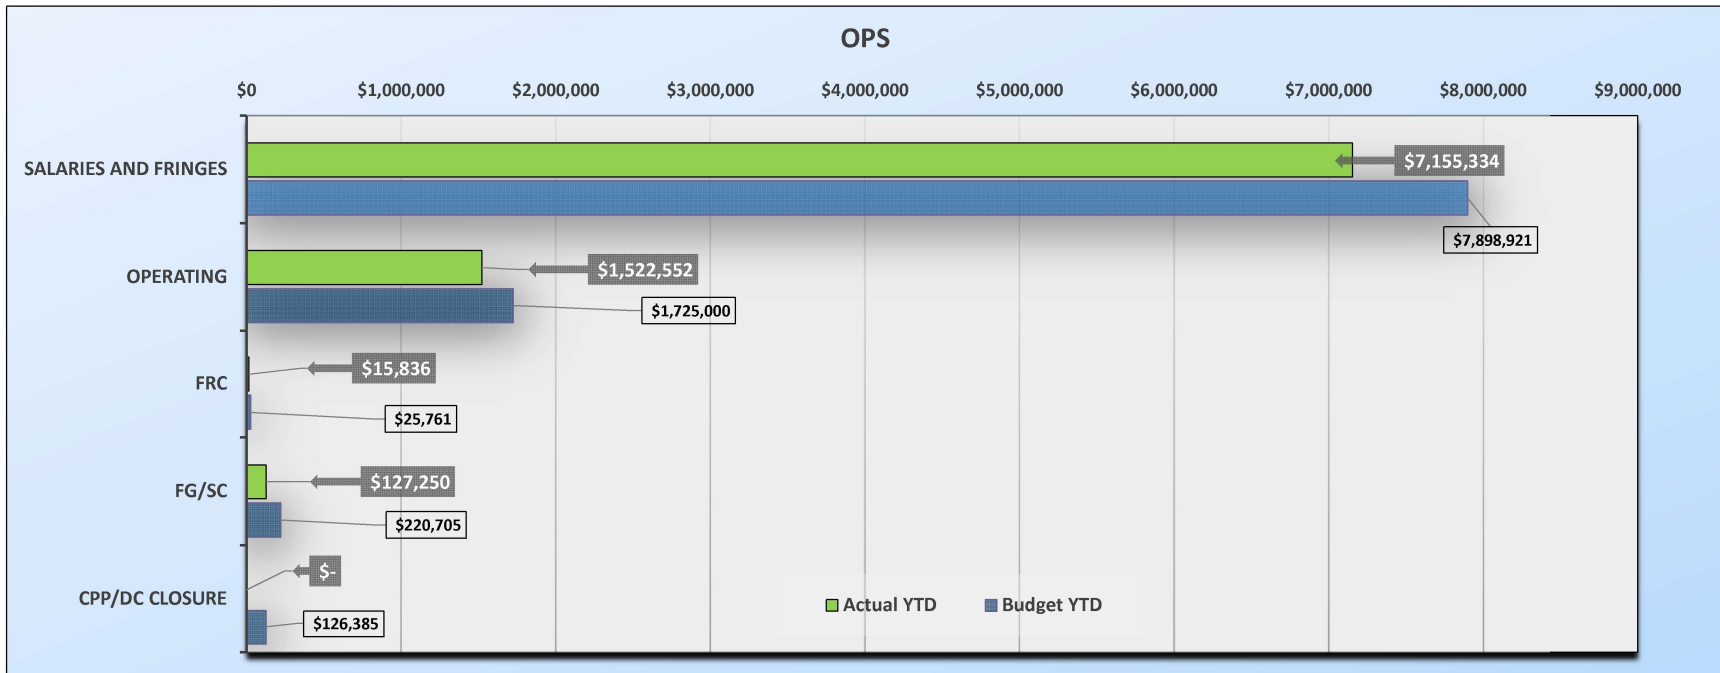 OPS
$0 $1,000,000 $2,000,000 $3,000,000 $4,000,000 $5,000,000 $6,000,000 $7,000,000 $8,000,000 $9,000,000
SALARIES AND FRINGES
$7,155,334
$7,898,921
OPERATING
$1,522,552
$1,725,000
FRC
$15,836
$25,761
FG/SC
$127,250
$220,705
CPP/DC CLOSURE
$-
$126,385
Actual YTD Budget YTD